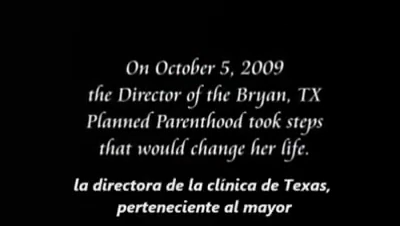 On October 5, 2009
the Director of the Bryan, TX
Planned Parenthood took steps
that would change her life.
la directora de la clínica de Texas,
perteneciente al mayor